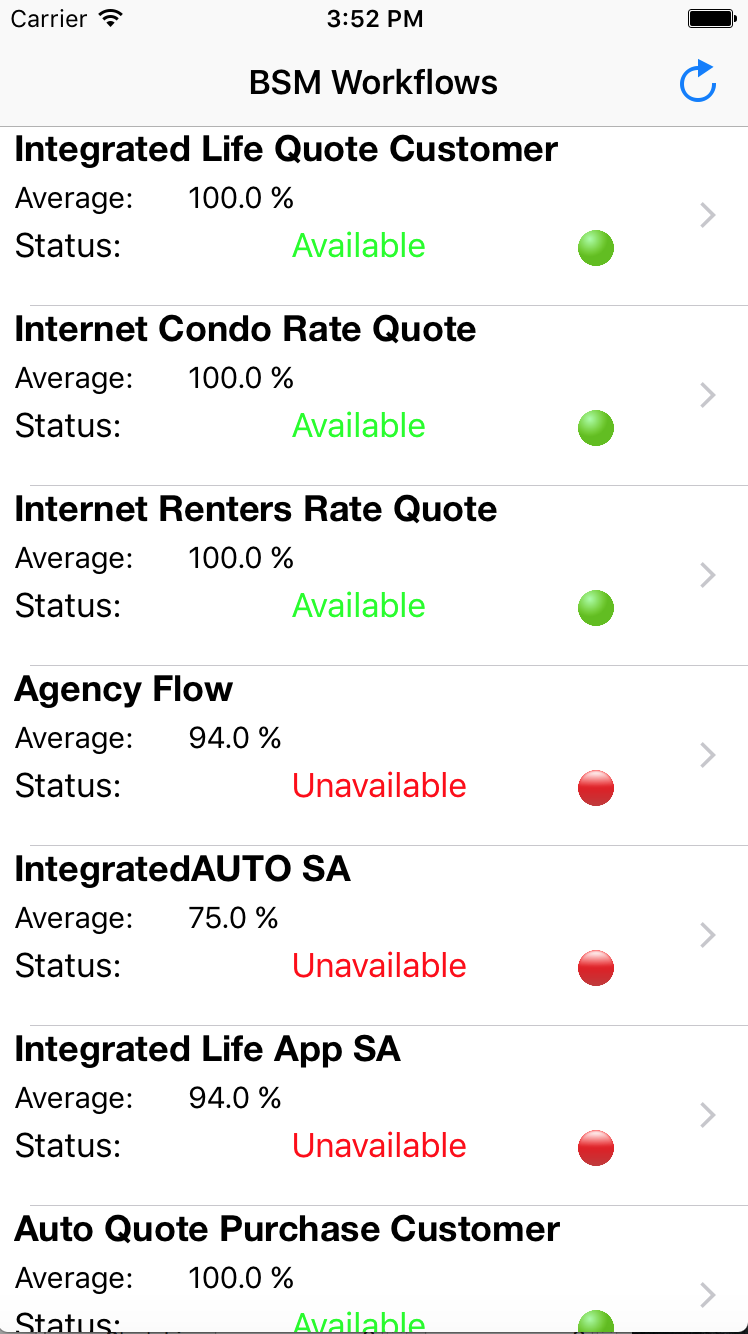 Carrier 3:52 PM
BSM Workflows
Integrated Life Quote Customer
Average: 100.0 %
Status: Available
Internet Condo Rate Quote
Average: 100.0 %
Status: Available
Internet Renters Rate Quote
Average: 100.0 %
Status: Available
Agency Flow
Average: 94.0 %
Status: Unavailable
IntegratedAUTO SA
Average: 75.0 %
Status: Unavailable
Integrated Life App SA
Average: 94.0 %
Status: Unavailable
Auto Quote Purchase Customer
Average: 100.0 %
Status: Available